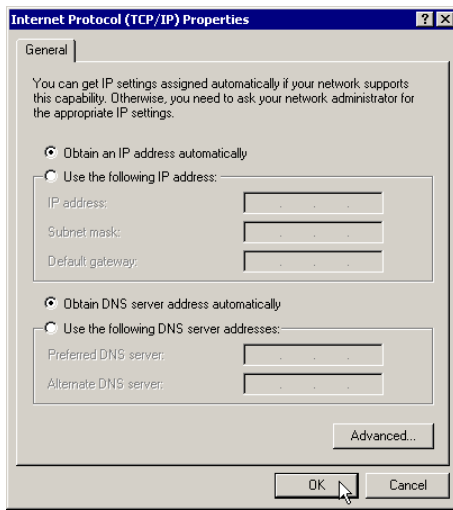 Internet Protocol (TCP/IP) Properties
General
You can get IP settings assigned automatically if your network supports
this capability. Otherwise, you need to ask your network administrator for
the appropriate IP settings.
Obtain an IP address automatically
Use the following IP address:
IP address:
Subnet mask:
Default gateway:
Obtain DNS server address automatically
Use the following DNS server addresses:
Preferred DNS server:
Alternate DNS server:
Advanced...
OK
Cancel